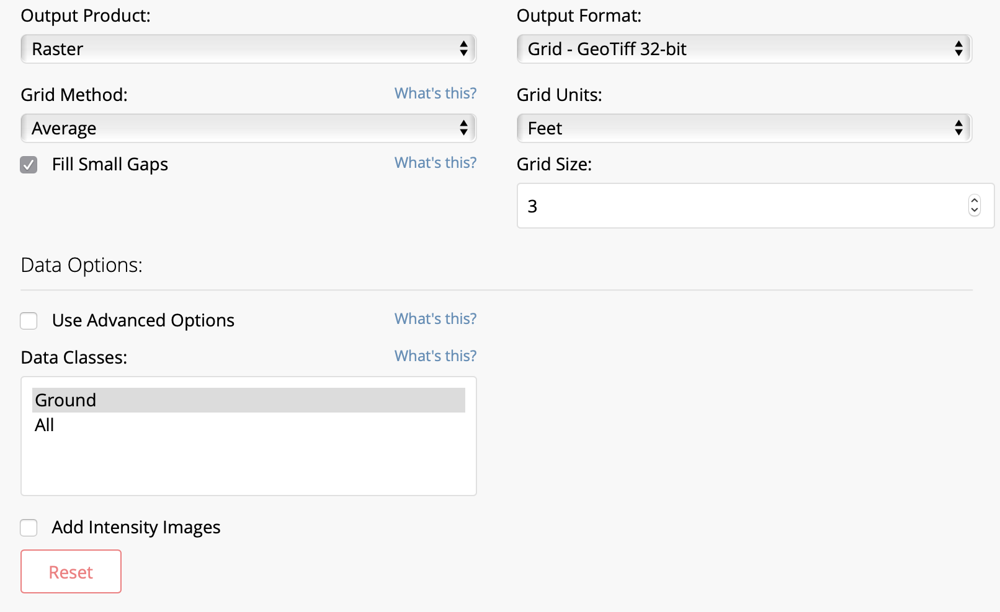 Output Product:
Output Format:
Raster
Grid - GeoTiff 32-bit
Grid Method:
What's this?
Grid Units:
Average
Feet
Fill Small Gaps
What's this?
Grid Size:
3
Data Options:
Use Advanced Options
What's this?
Data Classes:
What's this?
Ground
All
Add Intensity Images
Reset